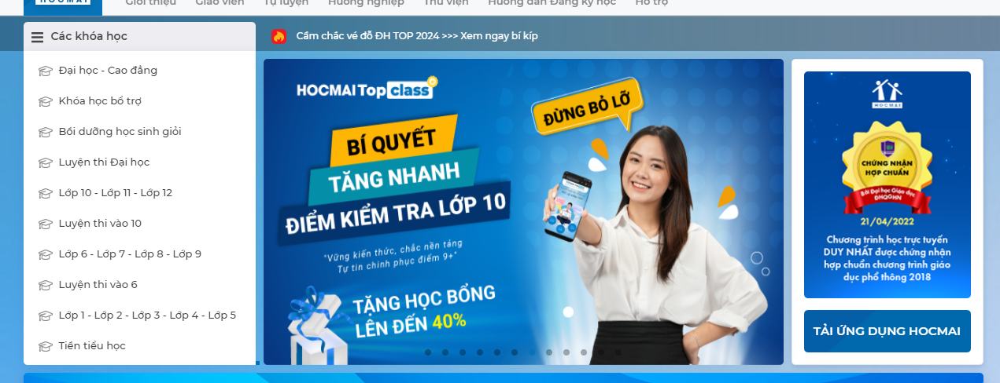 HOCMAI
Giới thiệu Giáo viên Tự luyện Hướng nghiệp Thư viện Hướng dẫn Đăng ký học Hỗ trợ
Các khóa học
Cầm chắc vé đỗ ĐH TOP 2024 >>> Xem ngay bí kíp
Đại học - Cao đẳng
Khóa học bổ trợ
Bồi dưỡng học sinh giỏi
Luyện thi Đại học
Lớp 10 - Lớp 11 - Lớp 12
Luyện thi vào 10
Lớp 6 - Lớp 7 - Lớp 8 - Lớp 9
Luyện thi vào 6
Lớp 1 - Lớp 2 - Lớp 3 - Lớp 4 - Lớp 5
Tiền tiểu học
HOCMAI Topclass
ĐỪNG BỎ LỠ
BÍ QUYẾT
TĂNG NHANH
ĐIỂM KIỂM TRA LỚP 10
"Vững kiến thức, chắc nền tảng
Tự tin chinh phục điểm 9+"
TẶNG HỌC BỔNG
LÊN ĐẾN 40%
HOCMAI
CHỨNG NHẬN
HỢP CHUẨN
Bởi Đại học Giáo dục
ĐHQGHN
21/04/2022
Chương trình học trực tuyến
DUY NHẤT được chứng nhận
hợp chuẩn chương trình giáo
dục phổ thông 2018
TẢI ỨNG DỤNG HOCMAI